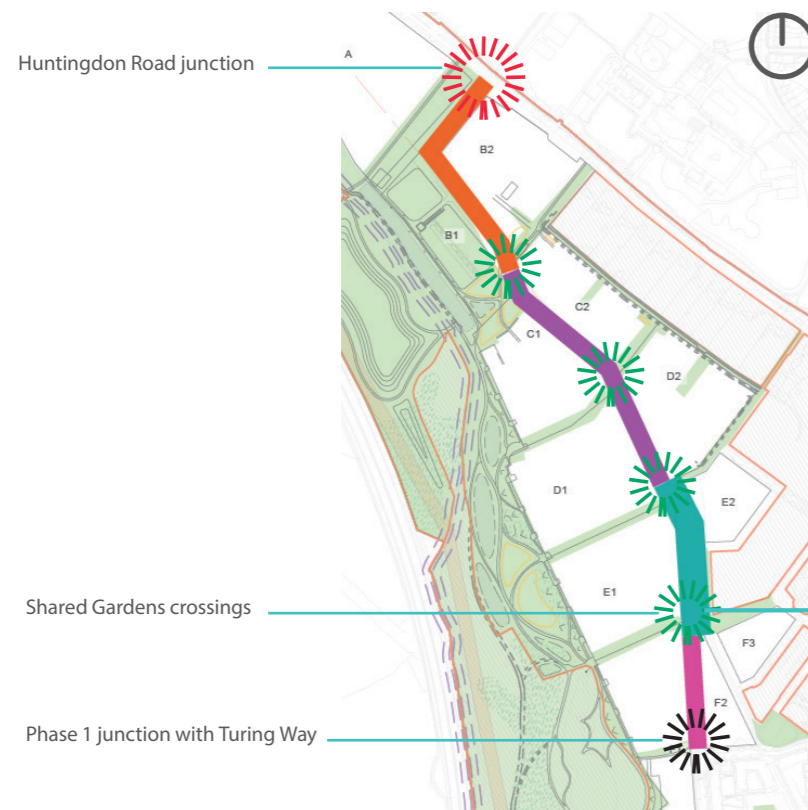 Huntingdon Road junction
A
B2
B1
C2
C1
D2
D1
E2
E1
Shared Gardens crossings
F3
F2
Phase 1 junction with Turing Way